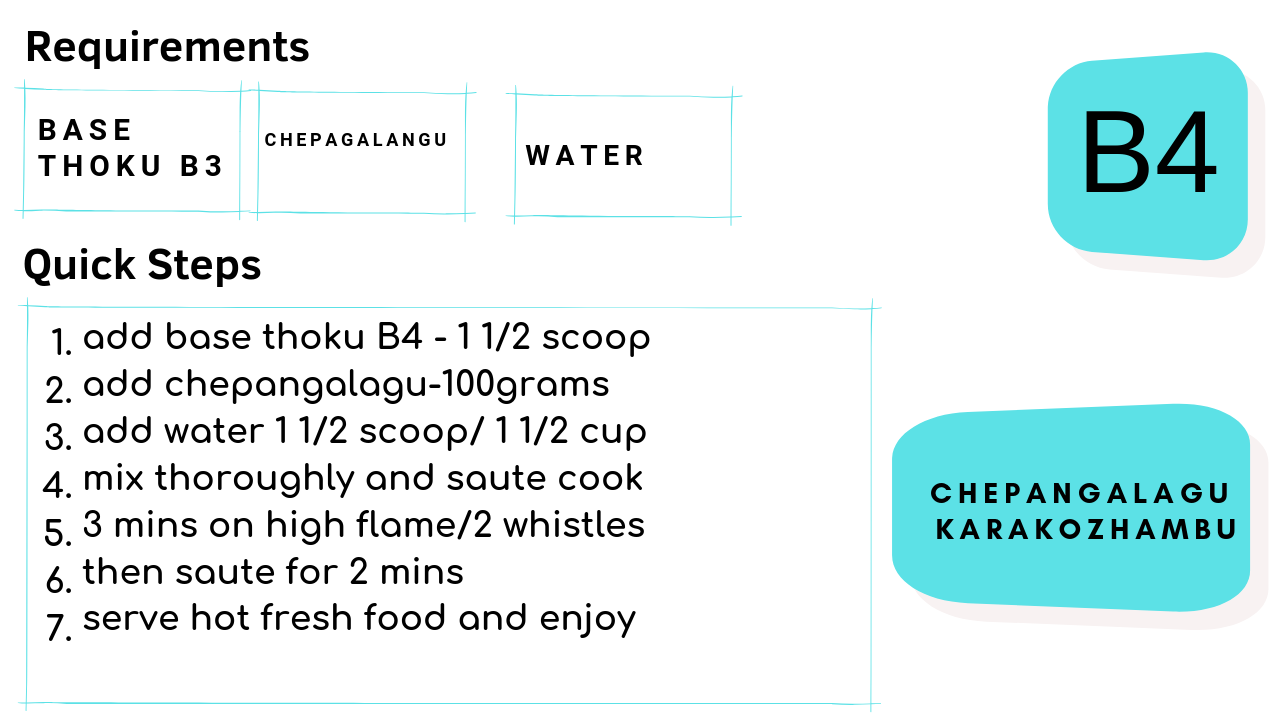 Requirements
BASE
THOKU B3
CHEPAGALANGU
WATER
B4
Quick Steps
1. add base thoku B4 - 1 1/2 scoop
2. add chepangalagu-100grams
3. add water 1 1/2 scoop/ 1 1/2 cup
4. mix thoroughly and saute cook
5. 3 mins on high flame/2 whistles
6. then saute for 2 mins
7. serve hot fresh food and enjoy
CHEPANGALAGU
KARAKOZHAMBU